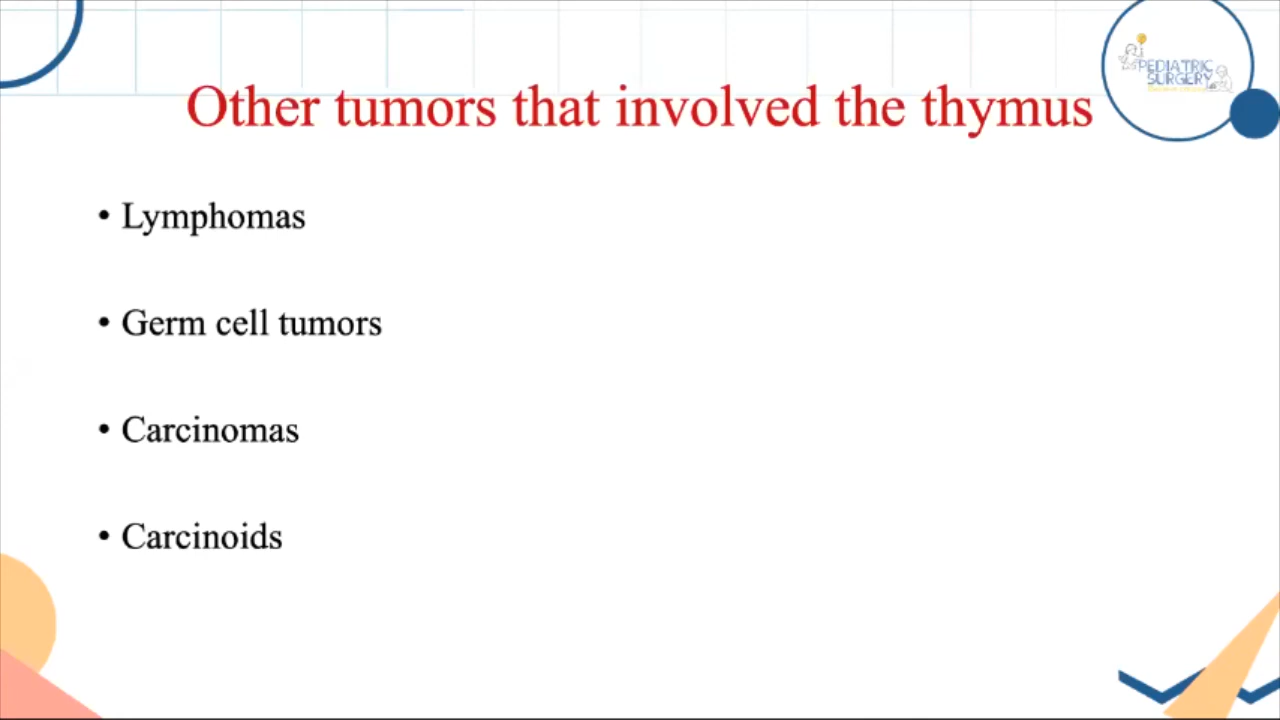 PEDIATRIC
SURGERY
Other tumors that involved the thymus
• Lymphomas
• Germ cell tumors
• Carcinomas
• Carcinoids